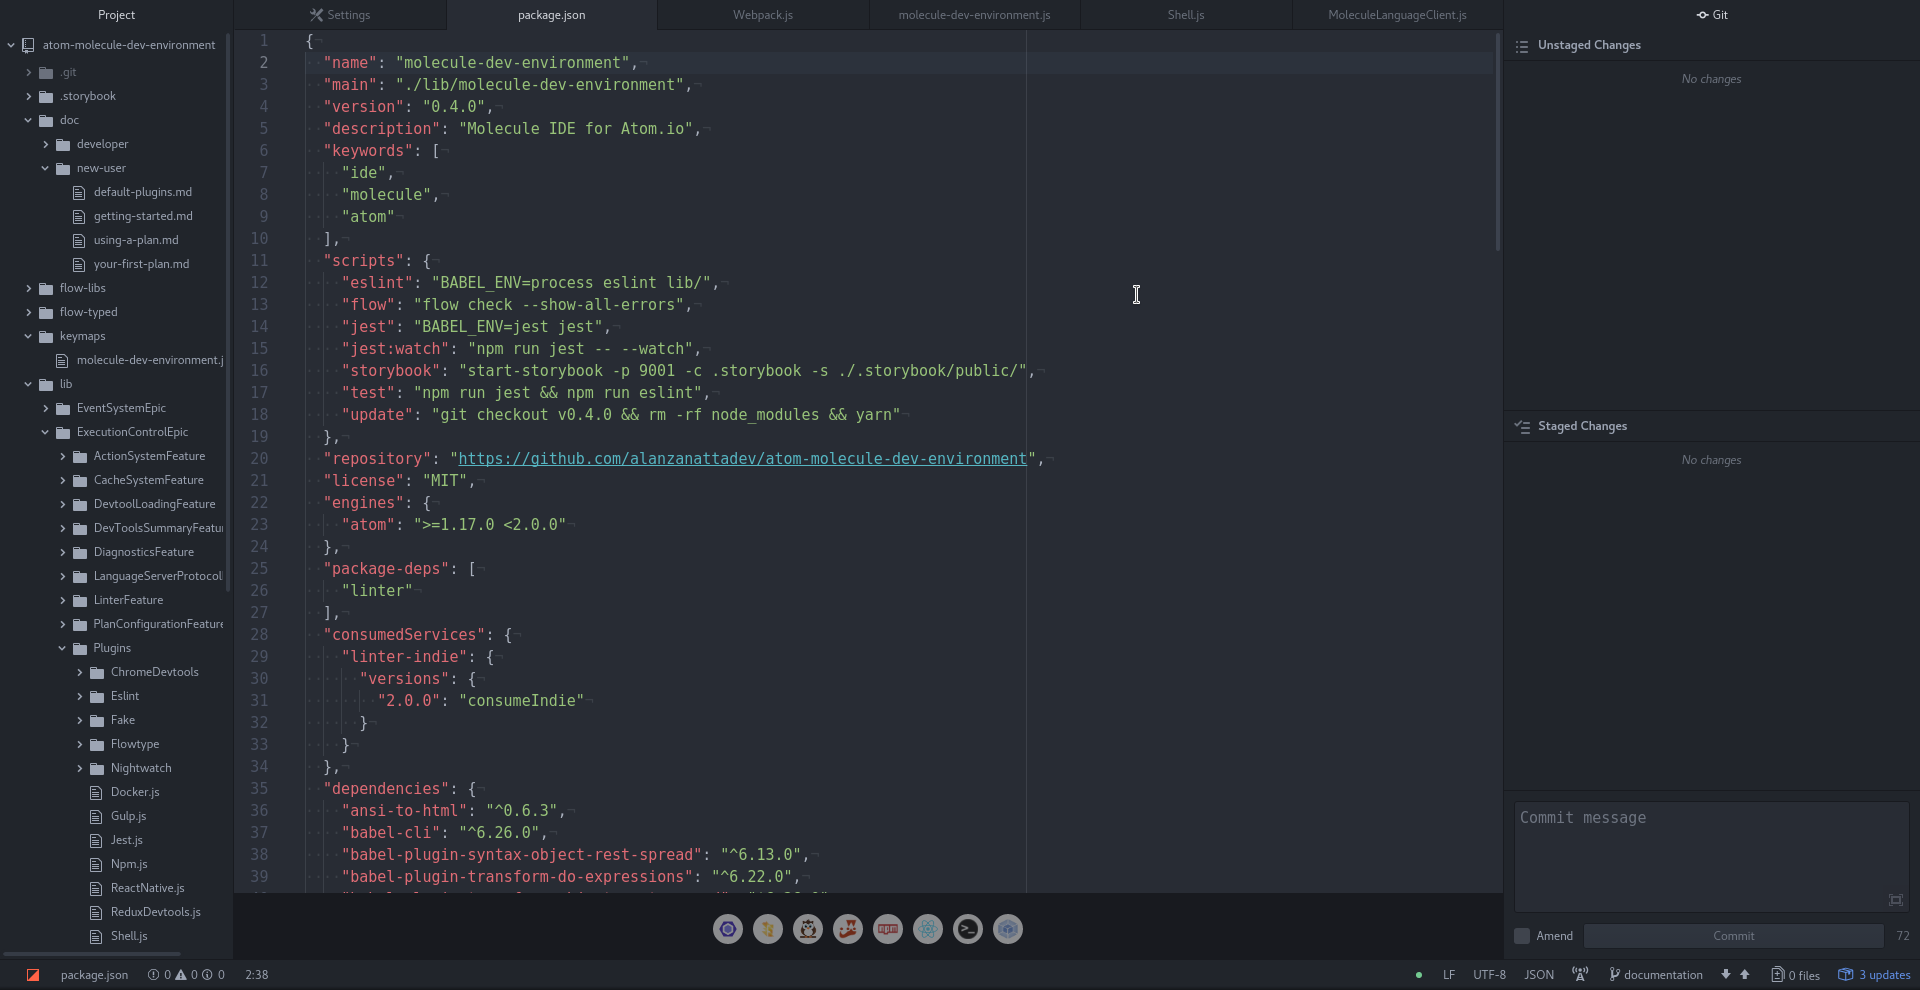 Project
Settings
package.json
Webpack.js
molecule-dev-environment.js
Shell.js
MoleculeLanguageClient.js
Git
atom-molecule-dev-environment
.git
.storybook
doc
developer
new-user
default-plugins.md
getting-started.md
using-a-plan.md
your-first-plan.md
flow-libs
flow-typed
keymaps
molecule-dev-environment.j
lib
EventSystemEpic
ExecutionControlEpic
ActionSystemFeature
CacheSystemFeature
DevtoolLoadingFeature
DevToolsSummaryFeatu
DiagnosticsFeature
LanguageServerProtocol
LinterFeature
PlanConfigurationFeature
Plugins
ChromeDevtools
Eslint
Fake
Flowtype
Nightwatch
Docker.js
Gulp.js
Jest.js
Npm.js
ReactNative.js
ReduxDevtools.js
Shell.js
1 {
2 "name": "molecule-dev-environment",
3 "main": "./lib/molecule-dev-environment",
4 "version": "0.4.0",
5 "description": "Molecule IDE for Atom.io",
6 "keywords": [
7 "ide",
8 "molecule",
9 "atom"
10 ],
11 "scripts": {
12 "eslint": "BABEL_ENV=process eslint lib/",
13 "flow": "flow check --show-all-errors",
14 "jest": "BABEL_ENV=jest jest",
15 "jest:watch": "npm run jest -- --watch",
16 "storybook": "start-storybook -p 9001 -c .storybook -s ./.storybook/public/",
17 "test": "npm run jest && npm run eslint",
18 "update": "git checkout v0.4.0 && rm -rf node_modules && yarn"
19 },
20 "repository": "https://github.com/alanzanattadev/atom-molecule-dev-environment",
21 "license": "MIT",
22 "engines": {
23 "atom": ">=1.17.0 <2.0.0"
24 },
25 "package-deps": [
26 "linter"
27 ],
28 "consumedServices": {
29 "linter-indie": {
30 "versions": {
31 "2.0.0": "consumeIndie"
32 }
33 }
34 },
35 "dependencies": {
36 "ansi-to-html": "^0.6.3",
37 "babel-cli": "^6.26.0",
38 "babel-plugin-syntax-object-rest-spread": "^6.13.0",
39 "babel-plugin-transform-do-expressions": "^6.22.0",
Unstaged Changes
No changes
Staged Changes
No changes
Commit message
Amend
Commit
72
package.json
0
0
0
2:38
LF
UTF-8
JSON
documentation
0 files
3 updates